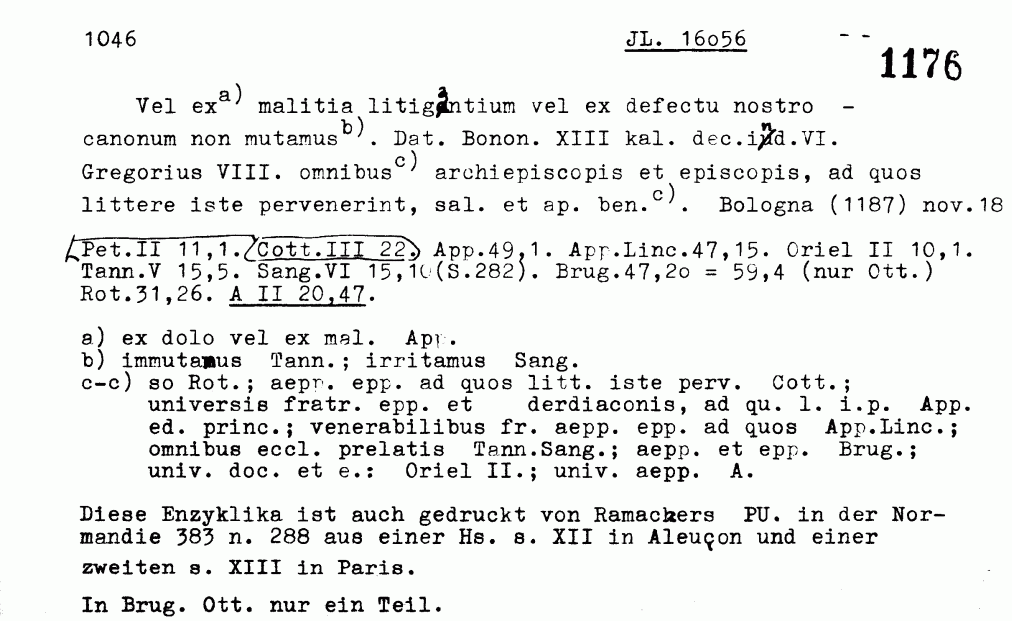 1046 JL. 16o56 - -
1176
Vel ex a) malitia litigantium vel ex defectu nostro -
canonum non mutamus b). Dat. Bonon. XIII kal. dec.ind.VI.
Gregorius VIII. omnibus c) archiepiscopis et episcopis, ad quos
littere iste pervenerint, sal. et ap. ben. c). Bologna (1187) nov.18
(Pet.II 11,1. (Cott.III 22.) App.49,1. App.Linc.47,15. Oriel II 10,1.
Tann.V 15,5. Sang.VI 15,10(S.282). Brug.47,2o = 59,4 (nur Ott.)
Rot.31,26. A II 20,47.
a) ex dolo vel ex mal. App.
b) immutamus Tann.; irritamus Sang.
c-c) so Rot.; aepp. epp. ad quos litt. iste perv. Cott.;
universis fratr. epp. et derdiaconis, ad qu. l. i.p. App.
ed. princ.; venerabilibus fr. aepp. epp. ad quos App.Linc.;
omnibus eccl. prelatis Tann.Sang.; aepp. et epp. Brug.;
univ. doc. et e.: Oriel II.; univ. aepp. A.
Diese Enzyklika ist auch gedruckt von Ramackers PU. in der Nor-
mandie 383 n. 288 aus einer Hs. s. XII in Aleuçon und einer
zweiten s. XIII in Paris.
In Brug. Ott. nur ein Teil.